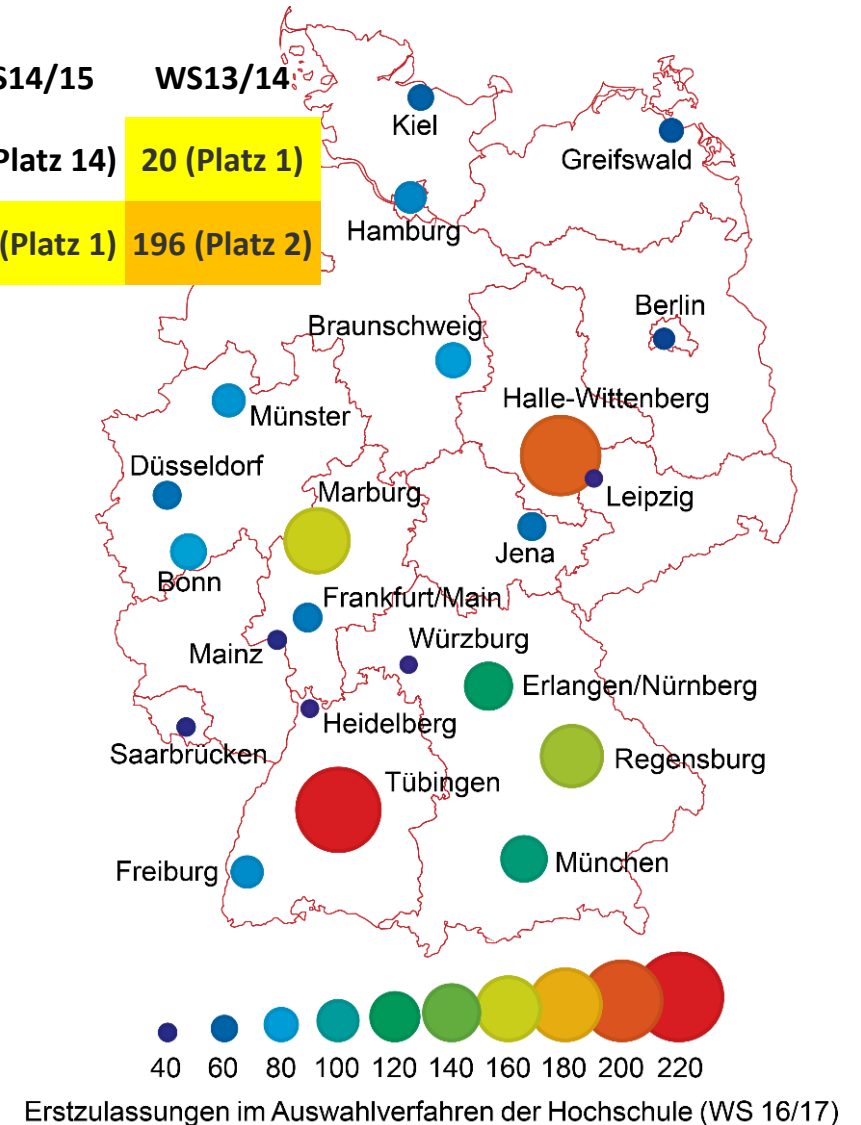 S14/15 WS13/14
Platz 14) 20 (Platz 1)
(Platz 1) 196 (Platz 2)
Kiel
Greifswald
Hamburg
Berlin
Braunschweig
Halle-Wittenberg
Münster
Düsseldorf
Marburg
Leipzig
Jena
Bonn
Frankfurt/Main
Würzburg
Mainz
Erlangen/Nürnberg
Heidelberg
Saarbrücken
Regensburg
Tübingen
München
Freiburg
40 60 80 100 120 140 160 180 200 220
Erstzulassungen im Auswahlverfahren der Hochschule (WS 16/17)